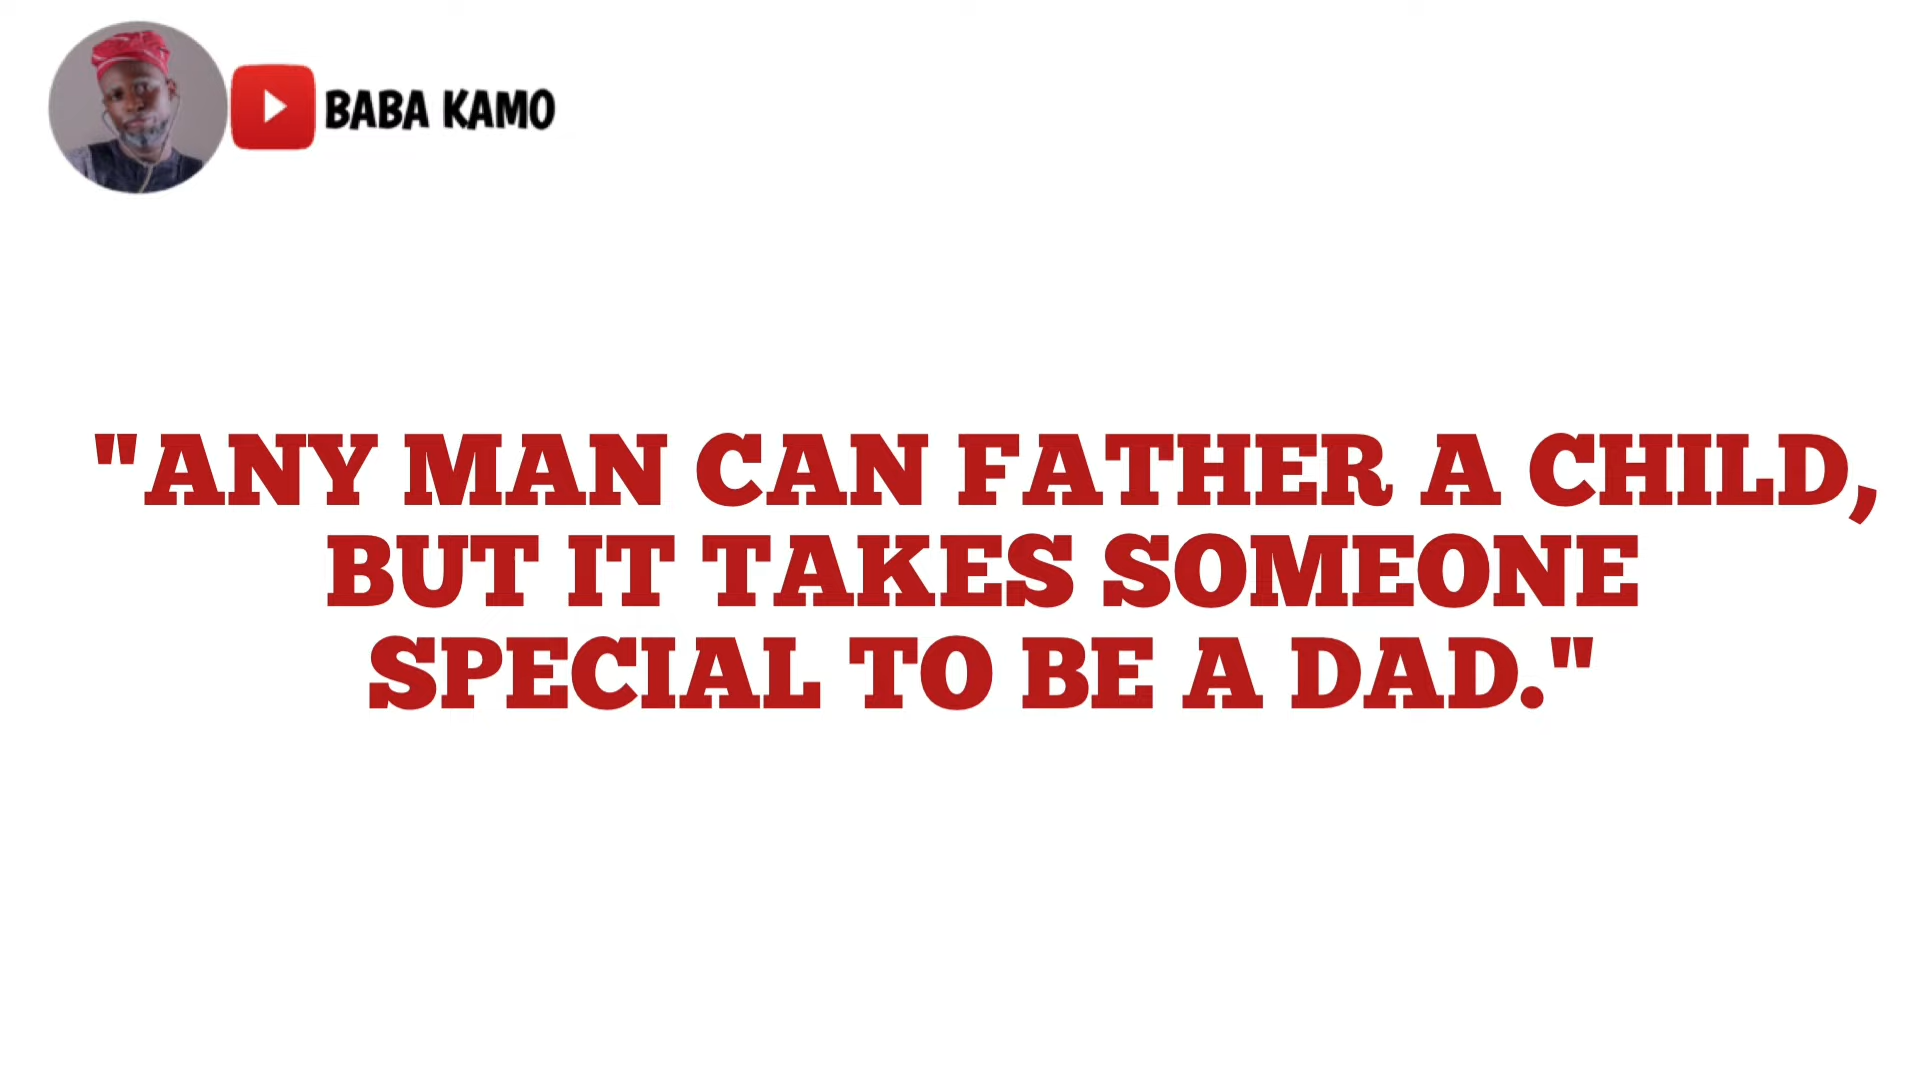 BABA KAMO
"ANY MAN CAN FATHER A CHILD,
BUT IT TAKES SOMEONE
SPECIAL TO BE A DAD."